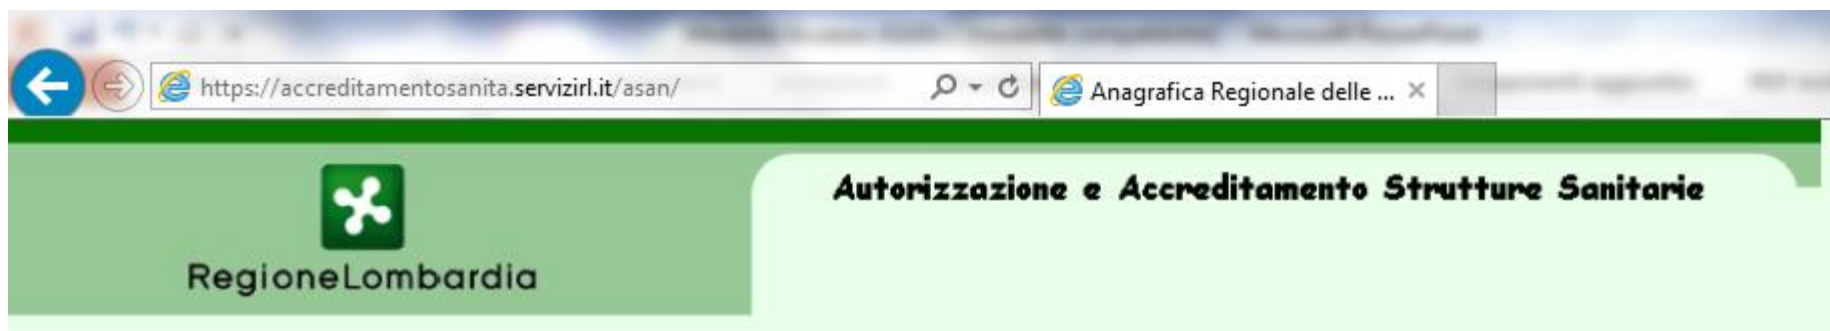 https://accreditamentosanita.servizirl.it/asan/
Anagrafica Regionale delle ...
Autorizzazione e Accreditamento Strutture Sanitarie
RegioneLombardia